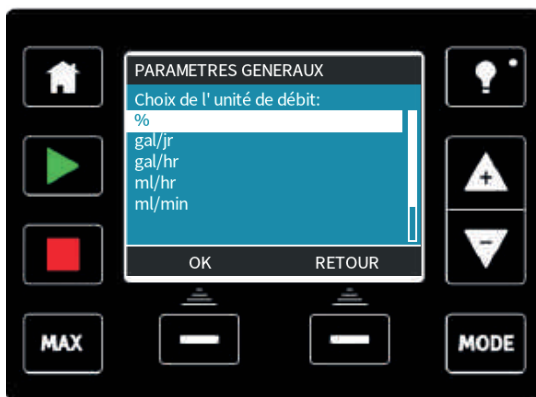 PARAMETRES GENERAUX
Choix de l' unité de débit:
%
gal/jr
gal/hr
ml/hr
ml/min
OK RETOUR
MAX MODE